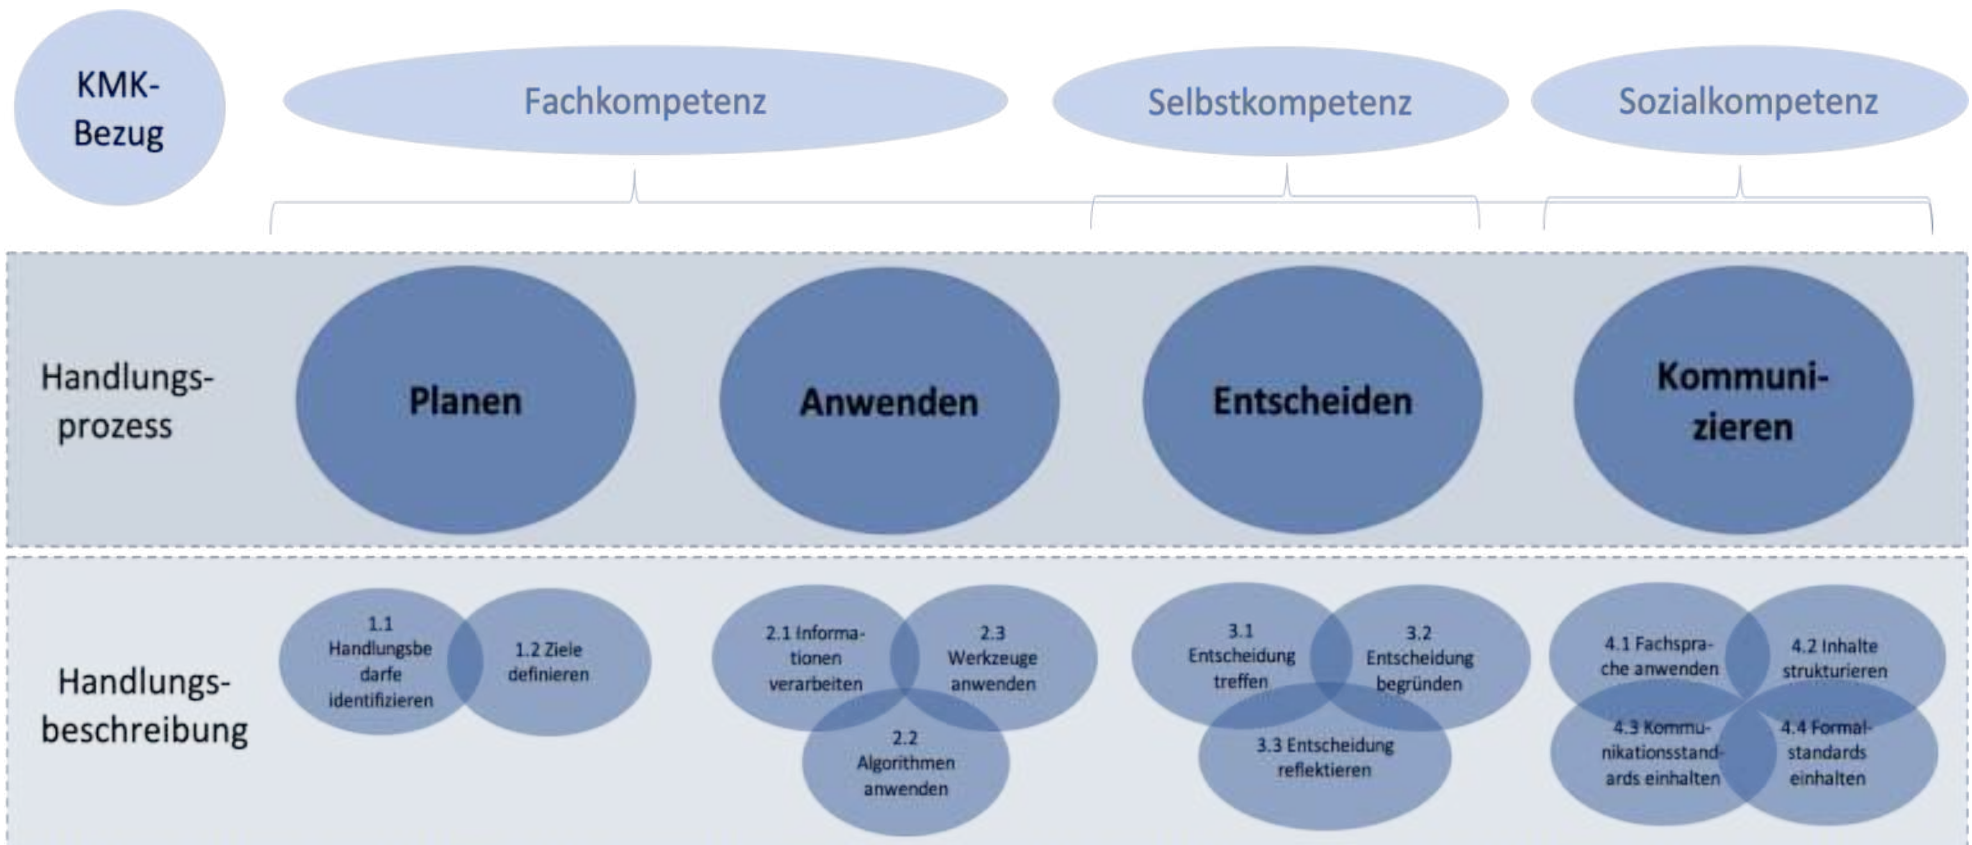 KMK-
Bezug
Fachkompetenz
Selbstkompetenz
Sozialkompetenz
Handlungs-
prozess
Planen
Anwenden
Entscheiden
Kommuni-
zieren
Handlungs-
beschreibung
1.1
Handlungsbe
darfe
identifizieren
1.2 Ziele
definieren
2.1 Informa-
tionen
verarbeiten
2.3
Werkzeuge
anwenden
2.2
Algorithmen
anwenden
3.1
Entscheidung
treffen
3.2
Entscheidung
begründen
3.3 Entscheidung
reflektieren
4.1 Fachspra-
che anwenden
4.2 Inhalte
strukturieren
4.3 Kommu-
nikationsstand-
ards einhalten
4.4 Formal-
standards
einhalten